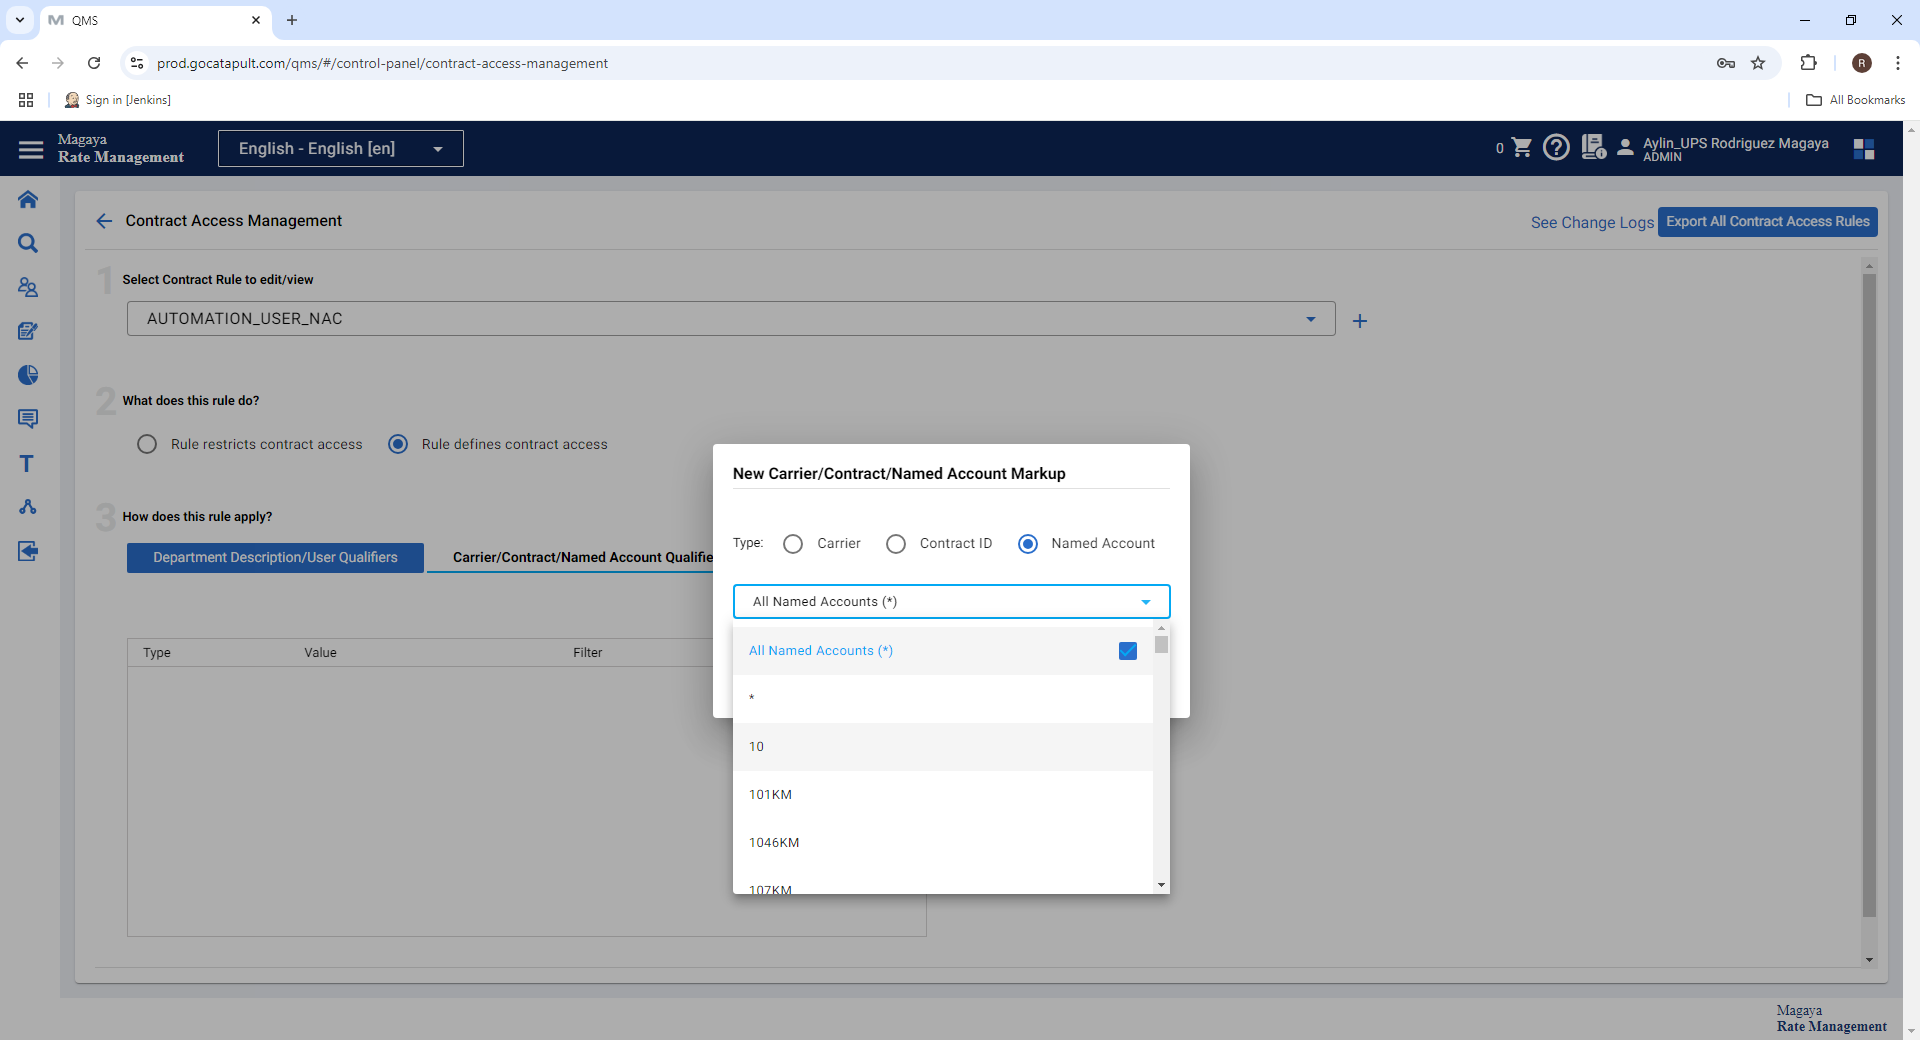 QMS
prod.gocatapult.com/qms/#/control-panel/contract-access-management
R
Sign in [Jenkins]
All Bookmarks
Magaya
Rate Management
English - English [en]
0
Aylin_UPS Rodriguez Magaya
ADMIN
Contract Access Management
See Change Logs
Export All Contract Access Rules
1 Select Contract Rule to edit/view
AUTOMATION_USER_NAC
2 What does this rule do?
Rule restricts contract access
Rule defines contract access
3 How does this rule apply?
Department Description/User Qualifiers
Carrier/Contract/Named Account Qualifie
Type
Value
Filter
New Carrier/Contract/Named Account Markup
Type:
Carrier
Contract ID
Named Account
All Named Accounts (*)
All Named Accounts (*)
*
10
101KM
1046KM
107KM
Magaya
Rate Management